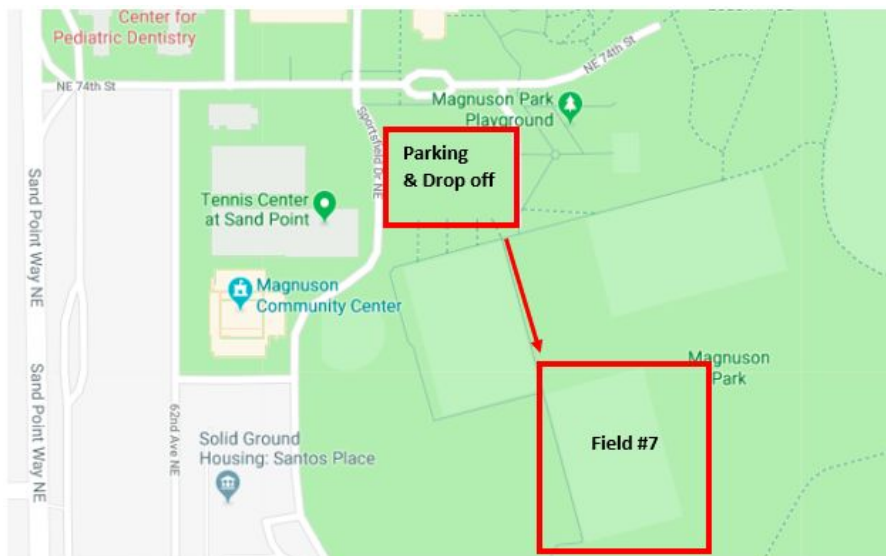 Center for
Pediatric Dentistry
NE 74th St
NE 74th St
Magnuson Park
Playground
Sportsfield Dr NE
Parking
& Drop off
Sand Point Way NE
Tennis Center
at Sand Point
Magnuson
Community Center
Magnuson
Park
Sand Point Way NE
62nd Ave NE
Solid Ground
Housing: Santos Place
Field #7